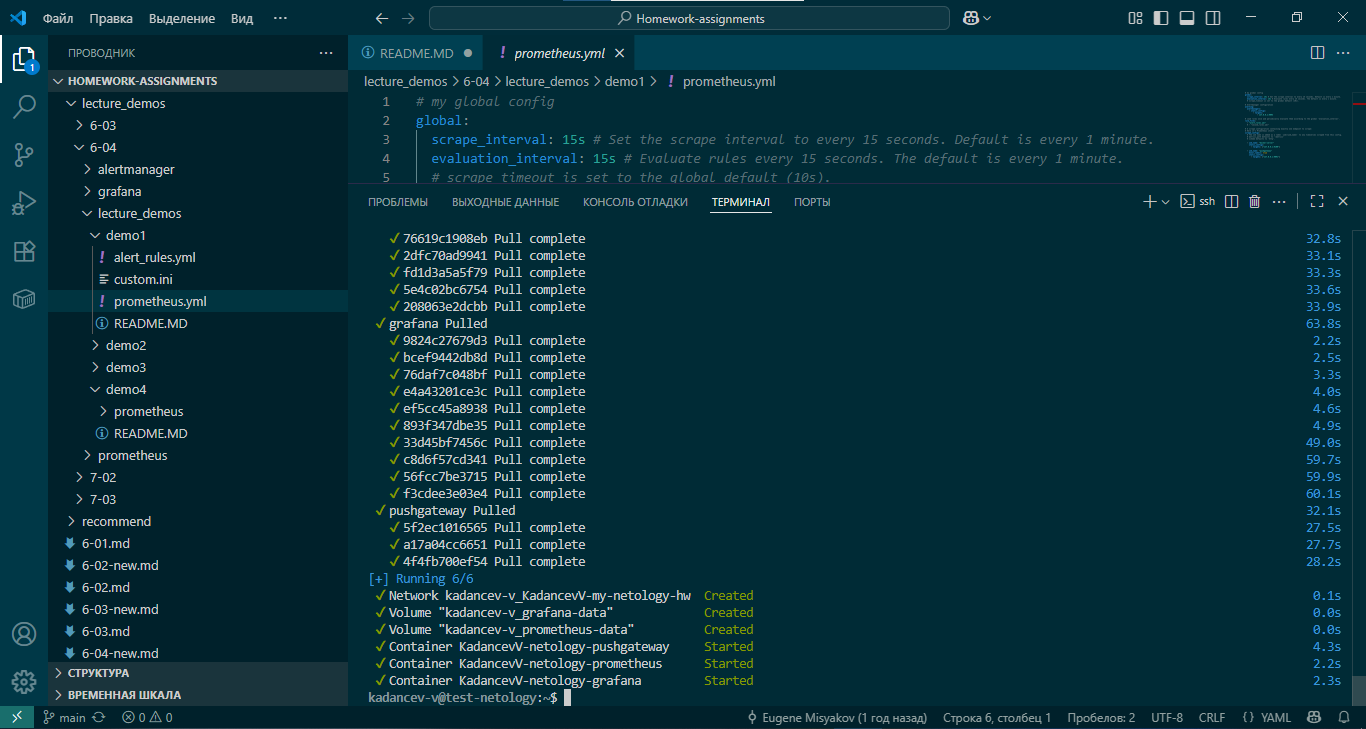 Файл Правка Выделение Вид ··· Homework-assignments
ПРОВОДНИК ···
1
HOMEWORK-ASSIGNMENTS
lecture_demos
6-03
6-04
alertmanager
grafana
lecture_demos
demo1
! alert_rules.yml
custom.ini
! prometheus.yml
README.MD
demo2
demo3
demo4
prometheus
README.MD
prometheus
7-02
7-03
recommend
6-01.md
6-02-new.md
6-02.md
6-03-new.md
6-03.md
6-04-new.md
СТРУКТУРА
ВРЕМЕННАЯ ШКАЛА
README.MD ● ! prometheus.yml ×
lecture_demos > 6-04 > lecture_demos > demo1 > ! prometheus.yml
1 # my global config
2 global:
3 scrape_interval: 15s # Set the scrape interval to every 15 seconds. Default is every 1 minute.
4 evaluation_interval: 15s # Evaluate rules every 15 seconds. The default is every 1 minute.
5 # scrape_timeout is set to the global default (10s).
ПРОБЛЕМЫ ВЫХОДНЫЕ ДАННЫЕ КОНСОЛЬ ОТЛАДКИ ТЕРМИНАЛ ПОРТЫ ssh
✓ 76619c1908eb Pull complete 32.8s
✓ 2dfc70ad9941 Pull complete 33.1s
✓ fd1d3a5a5f79 Pull complete 33.3s
✓ 5e4c02bc6754 Pull complete 33.6s
✓ 208063e2dcbb Pull complete 33.9s
✓ grafana Pulled 63.8s
✓ 9824c27679d3 Pull complete 2.2s
✓ bcef9442db8d Pull complete 2.5s
✓ 76daf7c048bf Pull complete 3.3s
✓ e4a43201ce3c Pull complete 4.0s
✓ ef5cc45a8938 Pull complete 4.6s
✓ 893f347dbe35 Pull complete 4.9s
✓ 33d45bf7456c Pull complete 49.0s
✓ c8d6f57cd341 Pull complete 59.7s
✓ 56fcc7be3715 Pull complete 59.9s
✓ f3cdee3e03e4 Pull complete 60.1s
✓ pushgateway Pulled 32.1s
✓ 5f2ec1016565 Pull complete 27.5s
✓ a17a04cc6651 Pull complete 27.7s
✓ 4f4fb700ef54 Pull complete 28.2s
[+] Running 6/6
✓ Network kadancev-v_KadancevV-my-netology-hw Created 0.1s
✓ Volume "kadancev-v_grafana-data" Created 0.0s
✓ Volume "kadancev-v_prometheus-data" Created 0.0s
✓ Container KadancevV-netology-pushgateway Started 4.3s
✓ Container KadancevV-netology-prometheus Started 2.2s
✓ Container KadancevV-netology-grafana Started 2.3s
kadancev-v@test-netology:~$
main 0 0 Eugene Misyakov (1 год назад) Строка 6, столбец 1 Пробелов: 2 UTF-8 CRLF {} YAML